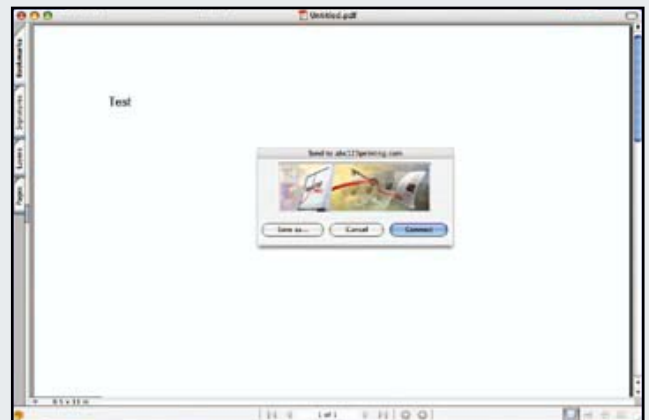 Untitled.pdf
Bookmarks
Signatures
Layers
Pages
Test
Send to abc123printing.com
Save as...
Cancel
Connect
8.5 x 11 in
1 of 1